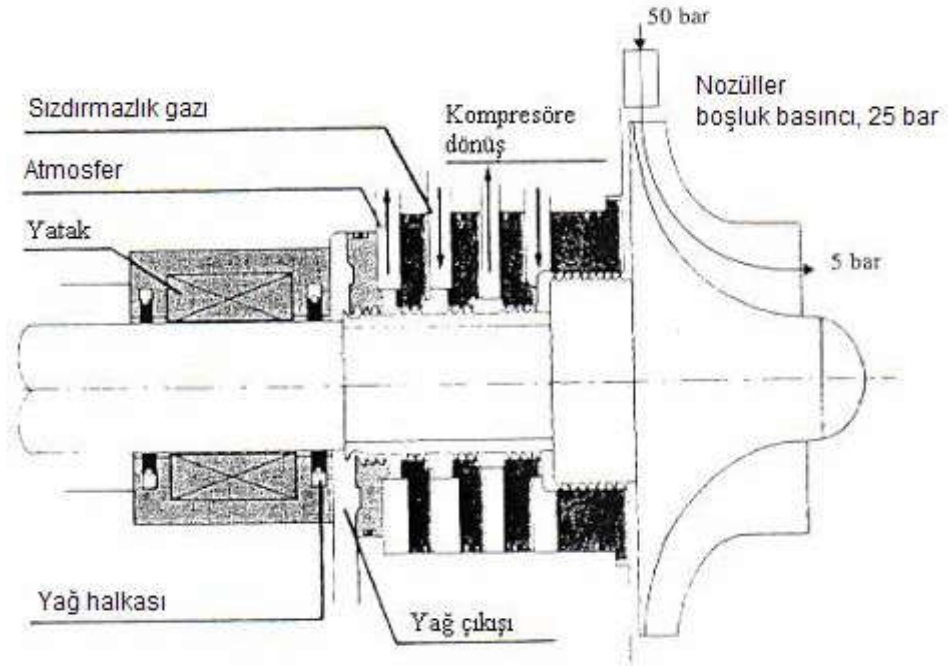 50 bar
Nozüller
boşluk basıncı, 25 bar
Sızdırmazlık gazı
Kompresöre
dönüş
Atmosfer
Yatak
5 bar
Yağ halkası
Yağ çıkışı